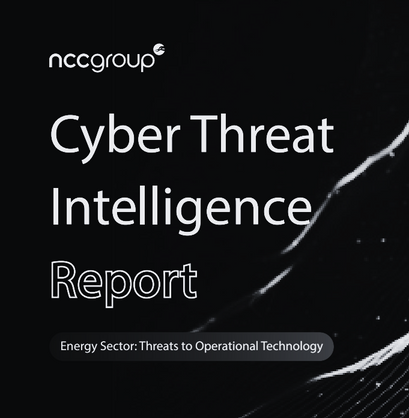 nccgroup
Cyber Threat
Intelligence
Report
Energy Sector: Threats to Operational Technology